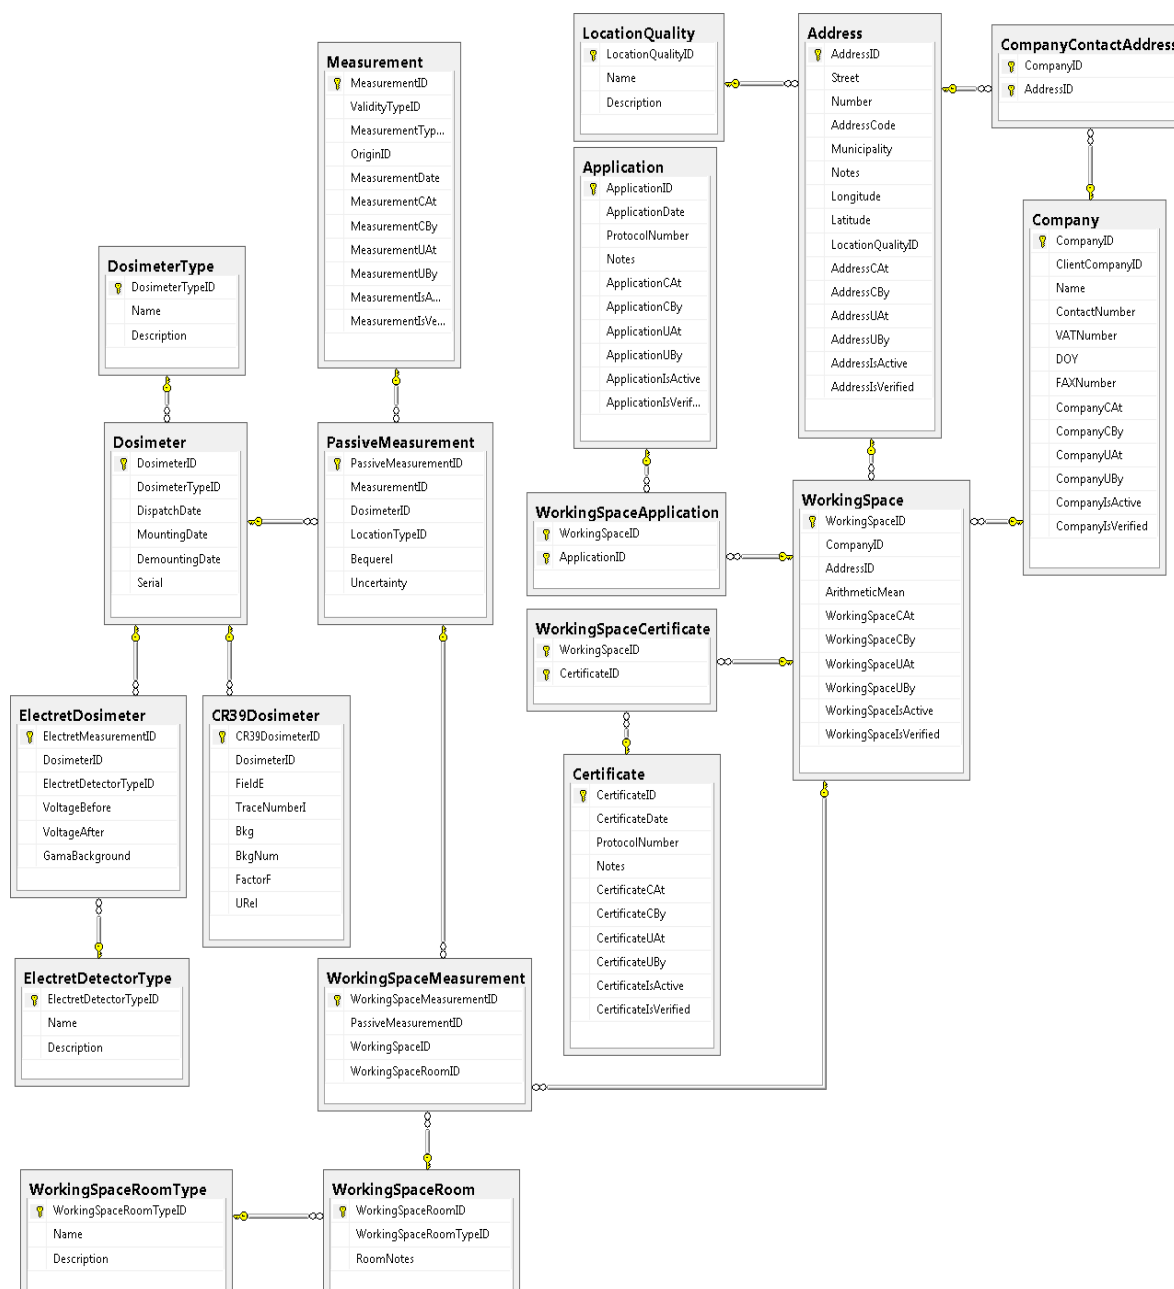 LocationQuality
LocationQualityID
Name
Description
Address
AddressID
Street
Number
AddressCode
Municipality
Notes
Longitude
Latitude
LocationQualityID
AddressCAt
AddressCBy
AddressUAt
AddressUBy
AddressIsActive
AddressIsVerified
CompanyContactAddress
CompanyID
AddressID
Measurement
MeasurementID
ValidityTypeID
MeasurementTyp...
OriginID
MeasurementDate
MeasurementCAt
MeasurementCBy
MeasurementUAt
MeasurementUBy
MeasurementIsA...
MeasurementIsVe...
Application
ApplicationID
ApplicationDate
ProtocolNumber
Notes
ApplicationCAt
ApplicationCBy
ApplicationUAt
ApplicationUBy
ApplicationIsActive
ApplicationIsVerif...
Company
CompanyID
ClientCompanyID
Name
ContactNumber
VATNumber
DOY
FAXNumber
CompanyCAt
CompanyCBy
CompanyUAt
CompanyUBy
CompanyIsActive
CompanyIsVerified
DosimeterType
DosimeterTypeID
Name
Description
Dosimeter
DosimeterID
DosimeterTypeID
DispatchDate
MountingDate
DemountingDate
Serial
PassiveMeasurement
PassiveMeasurementID
MeasurementID
DosimeterID
LocationTypeID
Bequerel
Uncertainty
WorkingSpaceApplication
WorkingSpaceID
ApplicationID
WorkingSpace
WorkingSpaceID
CompanyID
AddressID
ArithmeticMean
WorkingSpaceCAt
WorkingSpaceCBy
WorkingSpaceUAt
WorkingSpaceUBy
WorkingSpaceIsActive
WorkingSpaceIsVerified
WorkingSpaceCertificate
WorkingSpaceID
CertificateID
ElectretDosimeter
ElectretMeasurementID
DosimeterID
ElectretDetectorTypeID
VoltageBefore
VoltageAfter
GamaBackground
CR39Dosimeter
CR39DosimeterID
DosimeterID
FieldE
TraceNumberI
Bkg
BkgNum
FactorF
URel
Certificate
CertificateID
CertificateDate
ProtocolNumber
Notes
CertificateCAt
CertificateCBy
CertificateUAt
CertificateUBy
CertificateIsActive
CertificateIsVerified
ElectretDetectorType
ElectretDetectorTypeID
Name
Description
WorkingSpaceMeasurement
WorkingSpaceMeasurementID
PassiveMeasurementID
WorkingSpaceID
WorkingSpaceRoomID
WorkingSpaceRoomType
WorkingSpaceRoomTypeID
Name
Description
WorkingSpaceRoom
WorkingSpaceRoomID
WorkingSpaceRoomTypeID
RoomNotes